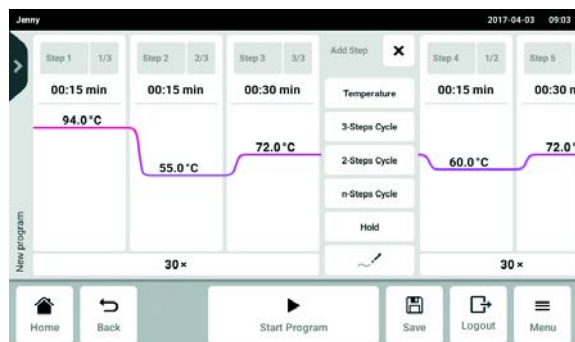 Jenny 2017-04-03 09:03
Step 1 1/3 Step 2 2/3 Step 3 3/3 Add Step Step 4 1/2 Step 5
00:15 min 00:15 min 00:30 min Temperature 00:15 min 00:30
94.0°C 55.0°C 72.0°C 3-Steps Cycle 60.0°C 72.0°
2-Steps Cycle
n-Steps Cycle
Hold
New program
30× 30×
Home Back Start Program Save Logout Menu